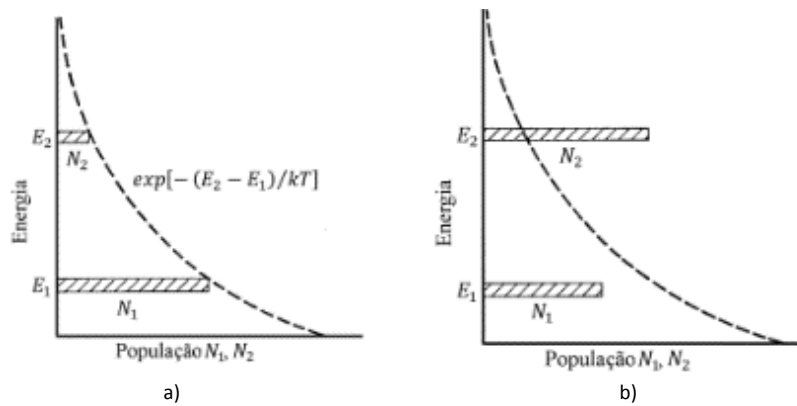 E₂
N₂
exp[− (E₂ − E₁)/kT]
Energia
E₁
N₁
População N₁, N₂
a)
E₂
N₂
Energia
E₁
N₁
População N₁, N₂
b)